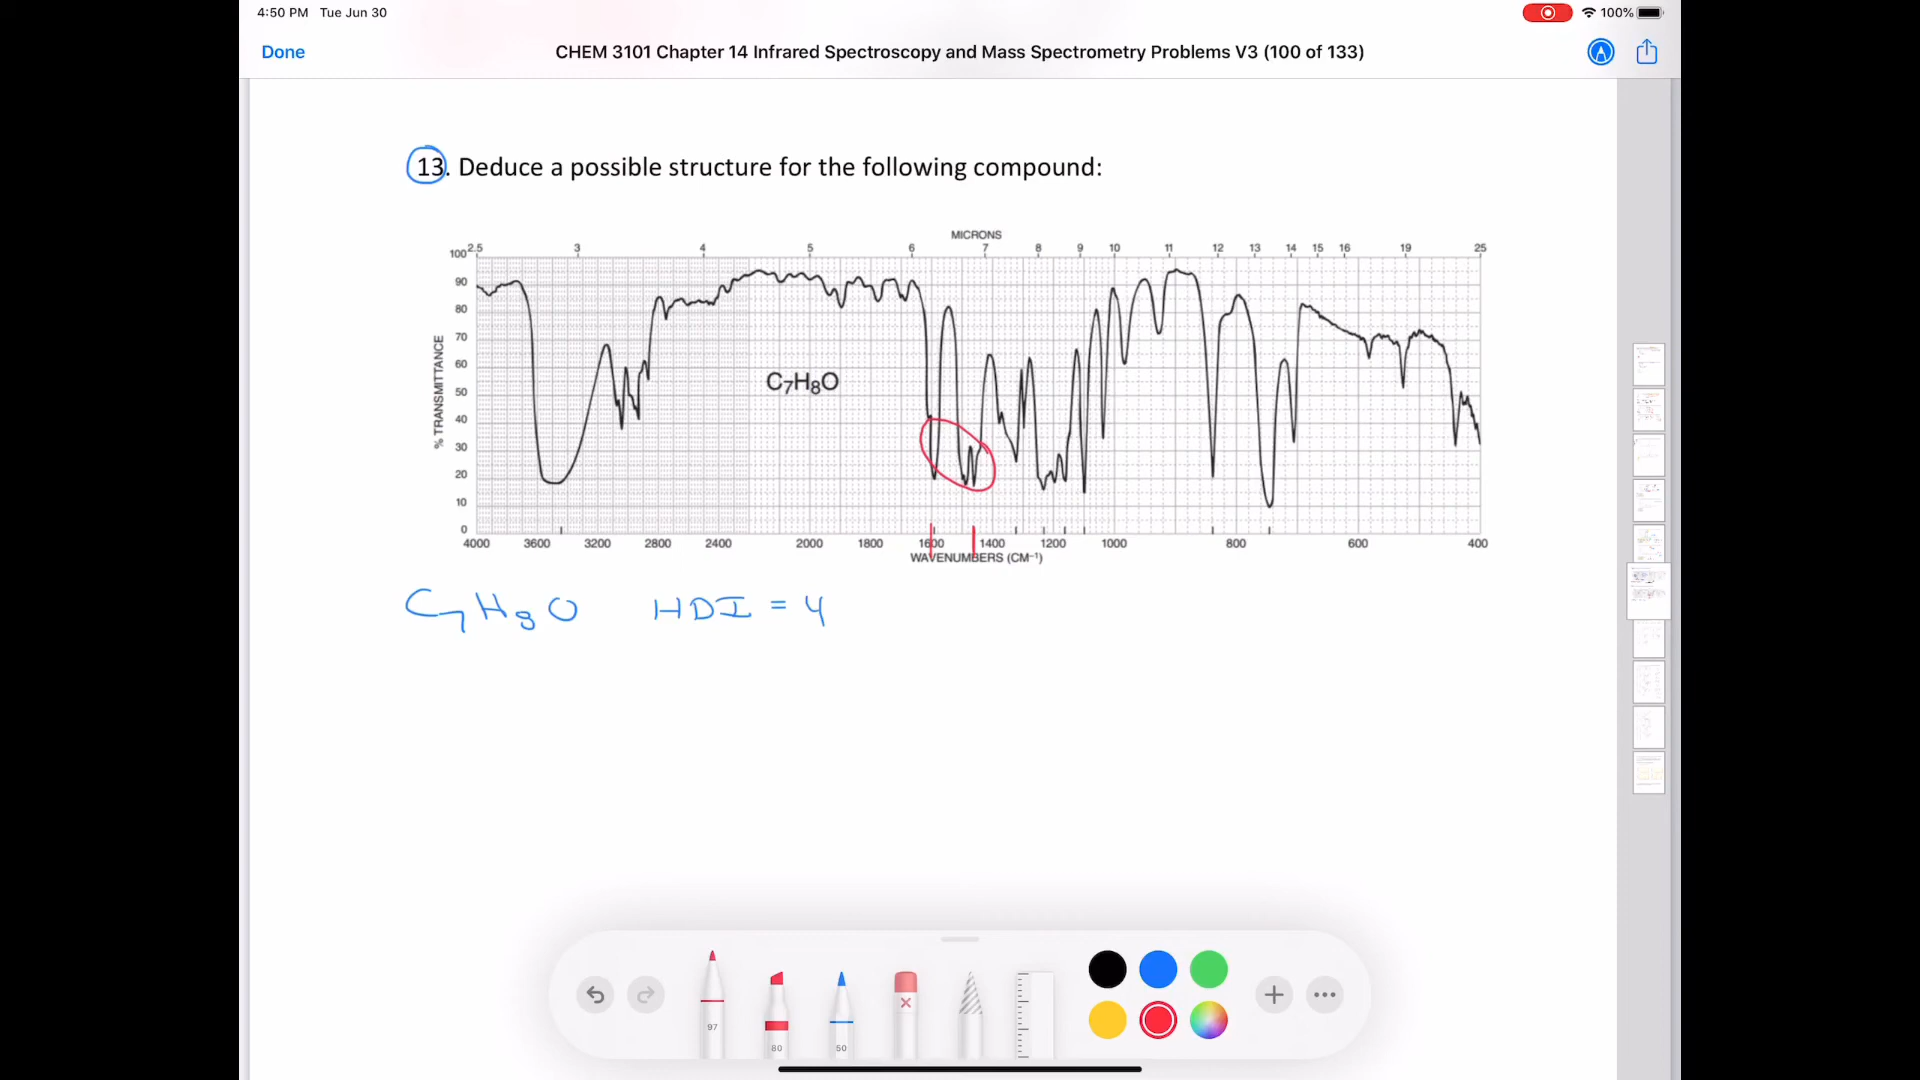 4:50 PM Tue Jun 30 100%
Done CHEM 3101 Chapter 14 Infrared Spectroscopy and Mass Spectrometry Problems V3 (100 of 133)
13. Deduce a possible structure for the following compound:
MICRONS
2.5 3 4 5 6 7 8 9 10 11 12 13 14 15 16 19 25
100
90
80
70
60
50
40
30
20
10
0
% TRANSMITTANCE
C₇H₈O
4000 3600 3200 2800 2400 2000 1800 1600 1400 1200 1000 800 600 400
WAVENUMBERS (CM⁻¹)
C₇H₈O HDI = 4
97
80
50